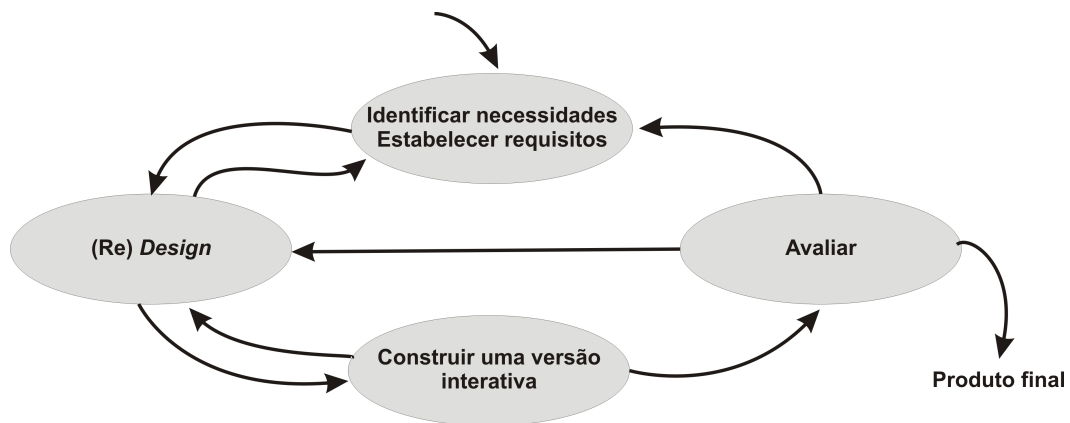 Identificar necessidades
Estabelecer requisitos
(Re) Design
Avaliar
Construir uma versão
interativa
Produto final